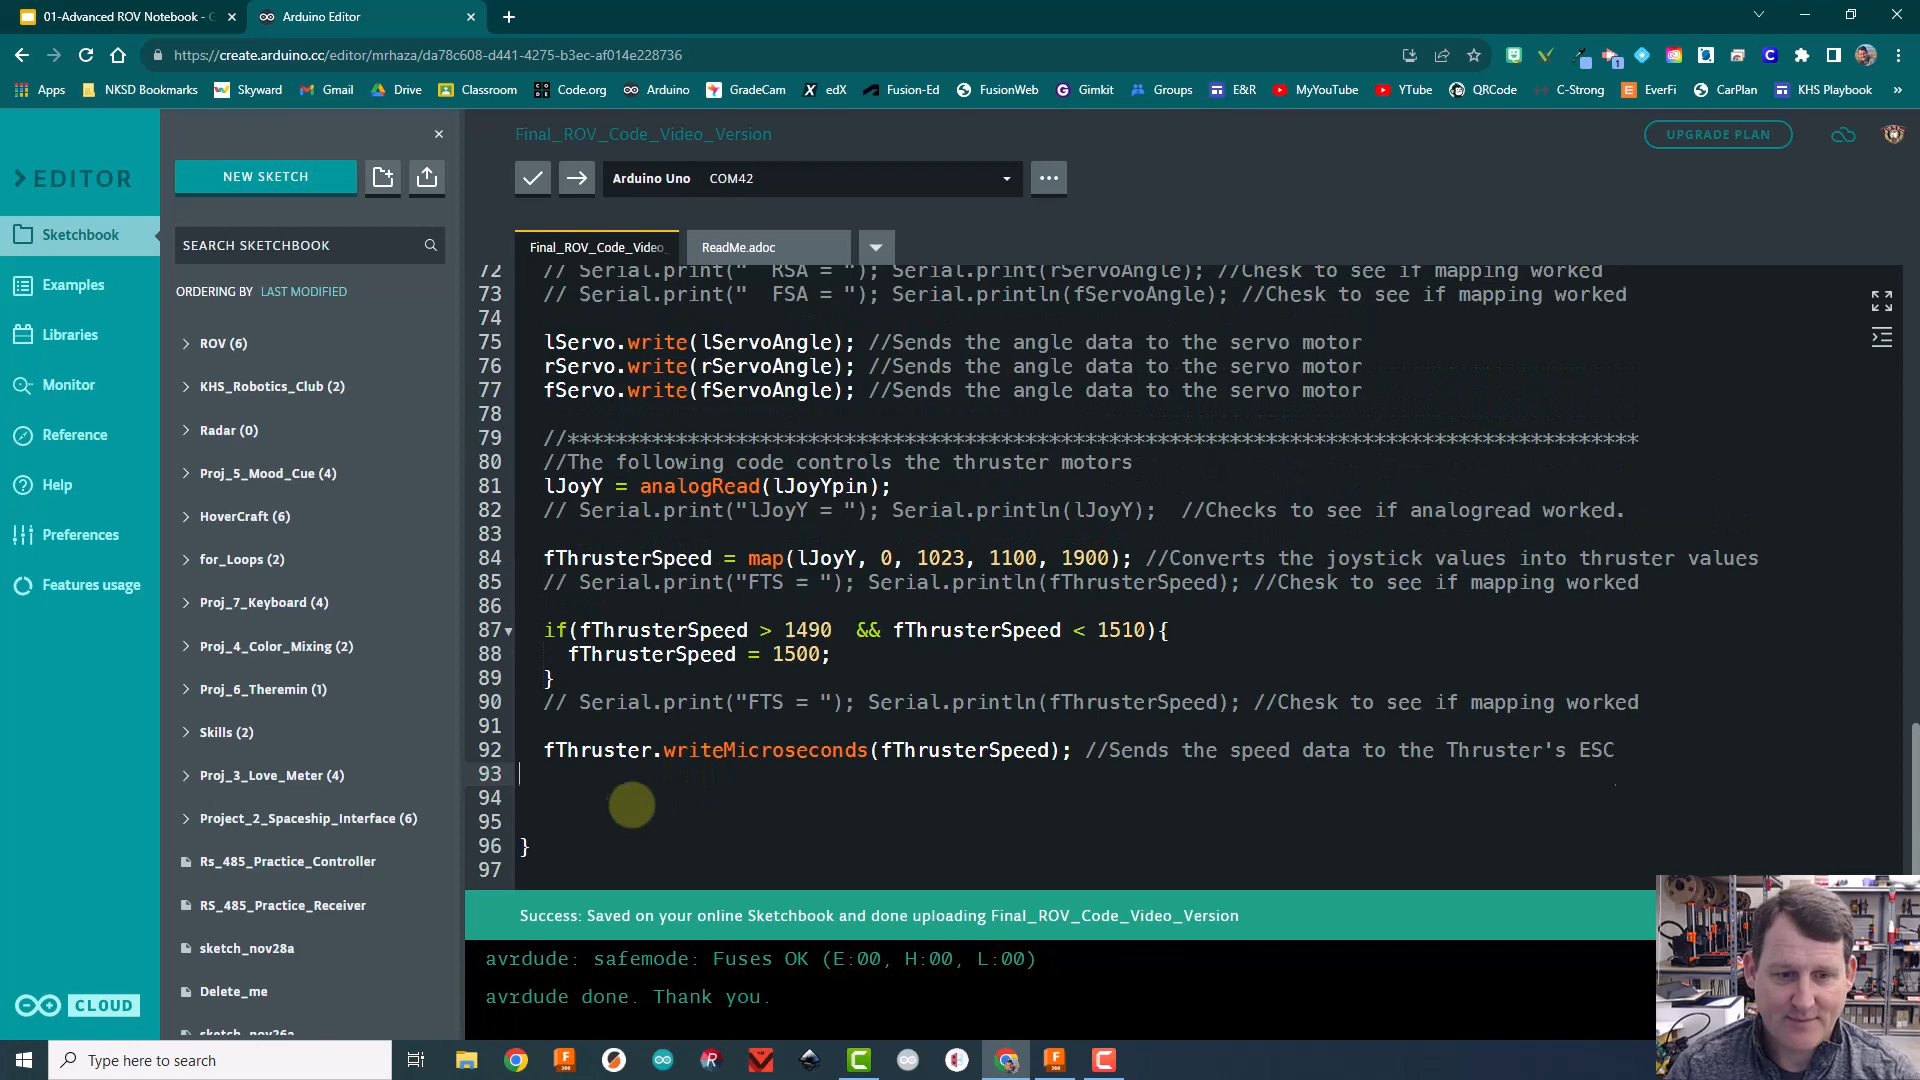 01-Advanced ROV Notebook - G
Arduino Editor
https://create.arduino.cc/editor/mrhaza/da78c608-d441-4275-b3ec-af014e228736
Apps NKSD Bookmarks Skyward Gmail Drive Classroom Code.org Arduino GradeCam edX Fusion-Ed FusionWeb Gimkit Groups E&R MyYouTube YTube QRCode C-Strong EverFi CarPlan KHS Playbook »
Final_ROV_Code_Video_Version
UPGRADE PLAN
EDITOR
NEW SKETCH
Arduino Uno COM42
Sketchbook
SEARCH SKETCHBOOK
Final_ROV_Code_Video_
ReadMe.adoc
Examples
ORDERING BY LAST MODIFIED
Libraries
Monitor
Reference
Help
Preferences
Features usage
ROV (6)
KHS_Robotics_Club (2)
Radar (0)
Proj_5_Mood_Cue (4)
HoverCraft (6)
for_Loops (2)
Proj_7_Keyboard (4)
Proj_4_Color_Mixing (2)
Proj_6_Theremin (1)
Skills (2)
Proj_3_Love_Meter (4)
Project_2_Spaceship_Interface (6)
Rs_485_Practice_Controller
RS_485_Practice_Receiver
sketch_nov28a
Delete_me
sketch_nov26a
CLOUD
72 // Serial.print("  RSA = "); Serial.print(rServoAngle); //Chesk to see if mapping worked
73 // Serial.print("  FSA = "); Serial.println(fServoAngle); //Chesk to see if mapping worked
74
75 lServo.write(lServoAngle); //Sends the angle data to the servo motor
76 rServo.write(rServoAngle); //Sends the angle data to the servo motor
77 fServo.write(fServoAngle); //Sends the angle data to the servo motor
78
79 //*****************************************************************************************
80 //The following code controls the thruster motors
81 lJoyY = analogRead(lJoyYpin);
82 // Serial.print("lJoyY = "); Serial.println(lJoyY);  //Checks to see if analogread worked.
83
84 fThrusterSpeed = map(lJoyY, 0, 1023, 1100, 1900); //Converts the joystick values into thruster values
85 // Serial.print("FTS = "); Serial.println(fThrusterSpeed); //Chesk to see if mapping worked
86
87 if(fThrusterSpeed > 1490  && fThrusterSpeed < 1510){
88 fThrusterSpeed = 1500;
89 }
90 // Serial.print("FTS = "); Serial.println(fThrusterSpeed); //Chesk to see if mapping worked
91
92 fThruster.writeMicroseconds(fThrusterSpeed); //Sends the speed data to the Thruster's ESC
93
94
95
96 }
97
Success: Saved on your online Sketchbook and done uploading Final_ROV_Code_Video_Version
avrdude: safemode: Fuses OK (E:00, H:00, L:00)
avrdude done. Thank you.
Type here to search